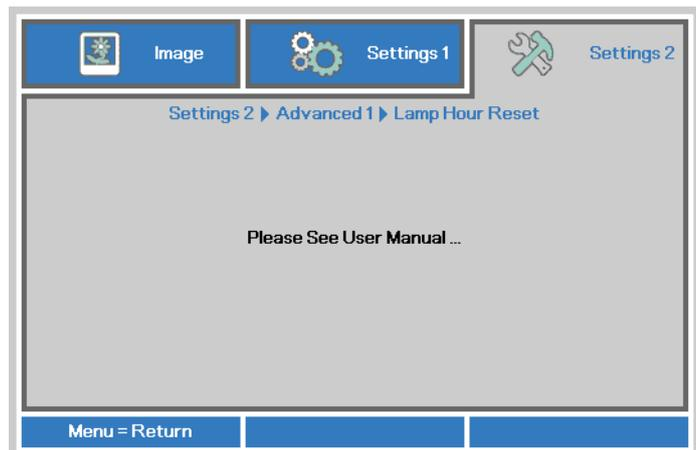 Image
Settings 1
Settings 2
Settings 2 ▶ Advanced 1 ▶ Lamp Hour Reset
Please See User Manual ...
Menu = Return